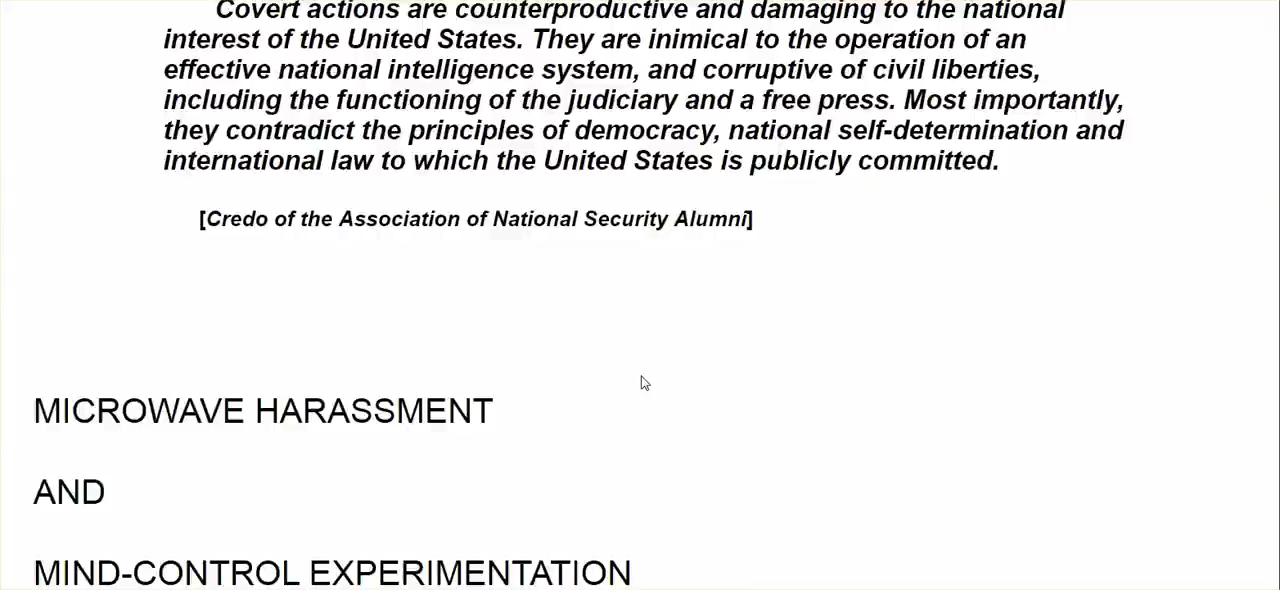 Covert actions are counterproductive and damaging to the national
interest of the United States. They are inimical to the operation of an
effective national intelligence system, and corruptive of civil liberties,
including the functioning of the judiciary and a free press. Most importantly,
they contradict the principles of democracy, national self-determination and
international law to which the United States is publicly committed.
[Credo of the Association of National Security Alumni]
MICROWAVE HARASSMENT
AND
MIND-CONTROL EXPERIMENTATION